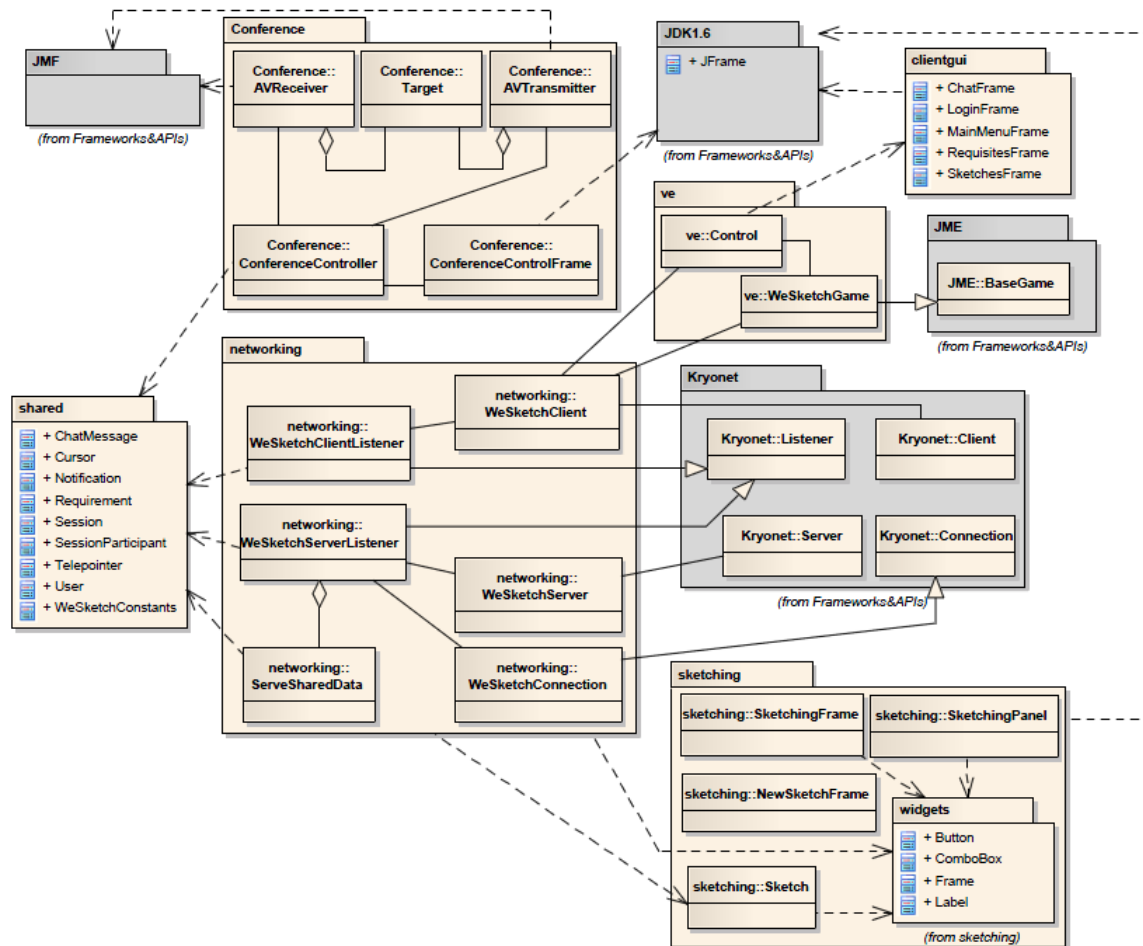 Conference
JMF
(from Frameworks&APIs)
Conference::
AVReceiver
Conference::
Target
Conference::
AVTransmitter
Conference::
ConferenceController
Conference::
ConferenceControlFrame
JDK1.6
+ JFrame
(from Frameworks&APIs)
clientgui
+ ChatFrame
+ LoginFrame
+ MainMenuFrame
+ RequisitesFrame
+ SketchesFrame
ve
ve::Control
ve::WeSketchGame
JME
JME::BaseGame
(from Frameworks&APIs)
networking
networking::
WeSketchClient
networking::
WeSketchClientListener
networking::
WeSketchServerListener
networking::
WeSketchServer
networking::
ServeSharedData
networking::
WeSketchConnection
Kryonet
Kryonet::Listener
Kryonet::Client
Kryonet::Server
Kryonet::Connection
(from Frameworks&APIs)
shared
+ ChatMessage
+ Cursor
+ Notification
+ Requirement
+ Session
+ SessionParticipant
+ Telepointer
+ User
+ WeSketchConstants
sketching
sketching::SketchingFrame
sketching::SketchingPanel
sketching::NewSketchFrame
sketching::Sketch
widgets
+ Button
+ ComboBox
+ Frame
+ Label
(from sketching)